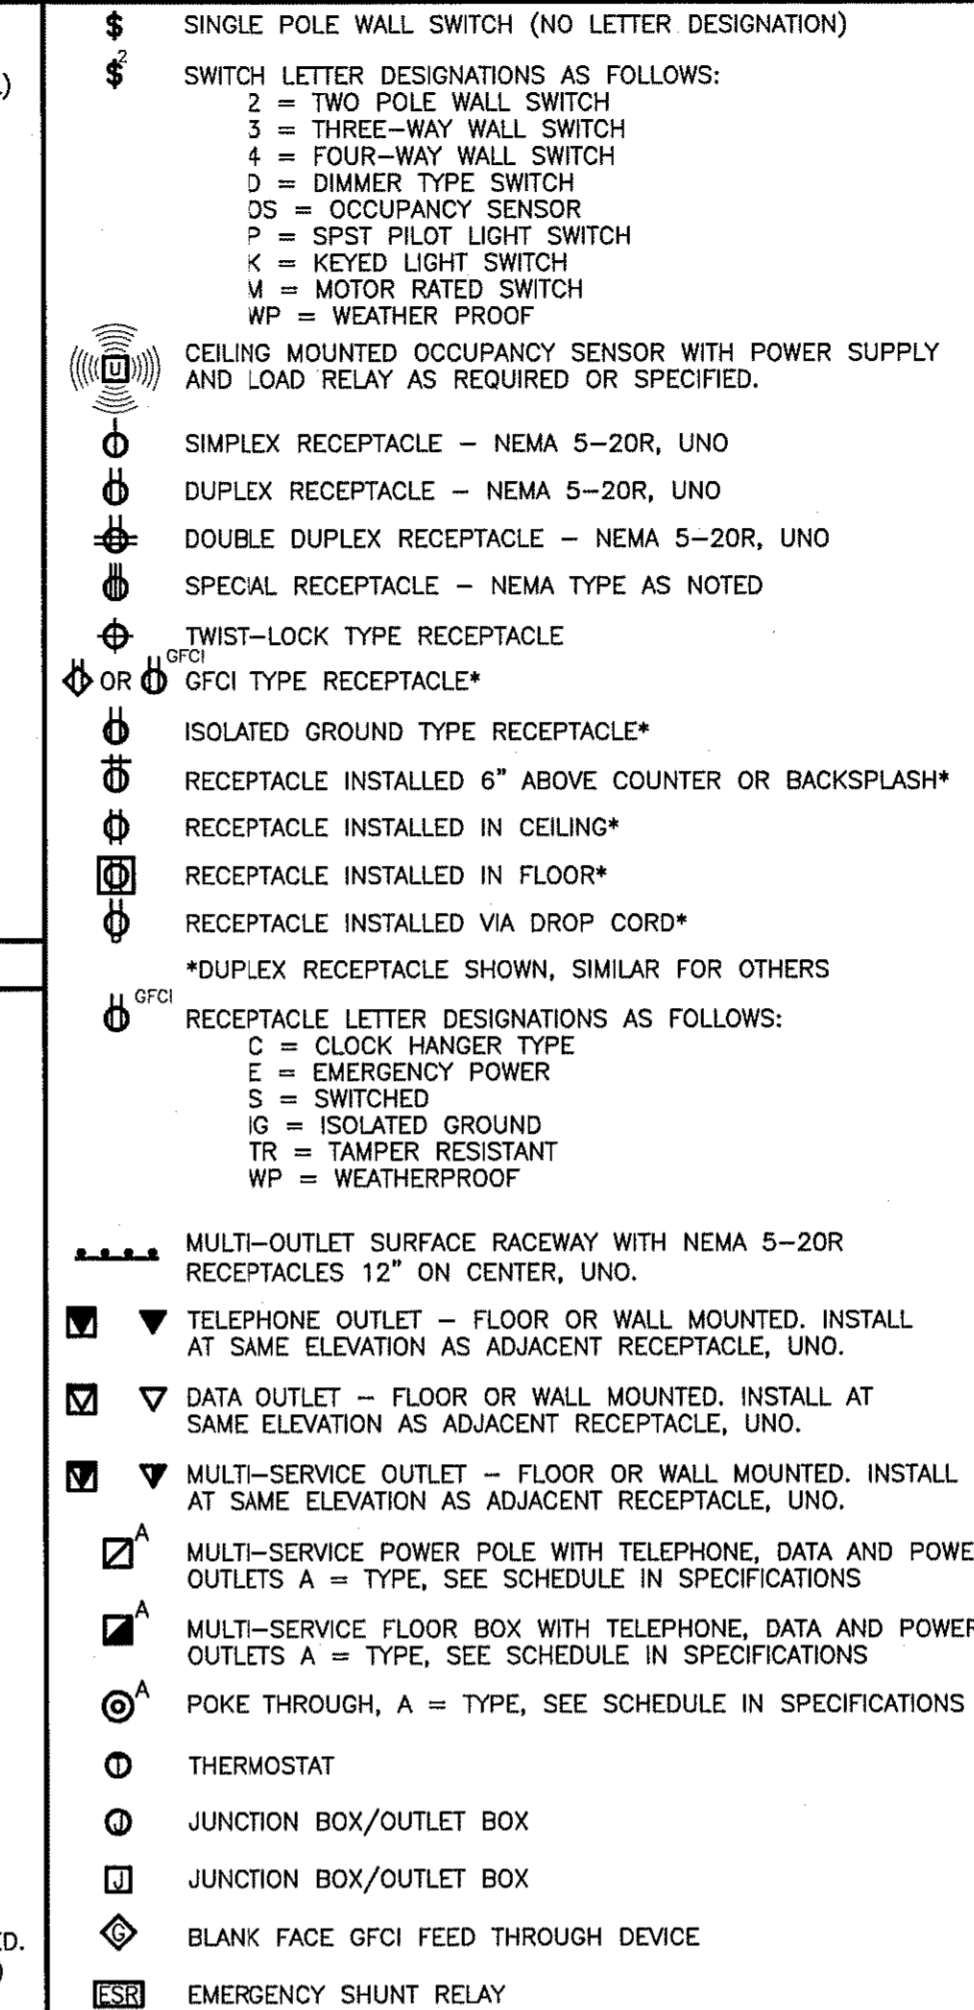 $ SINGLE POLE WALL SWITCH (NO LETTER DESIGNATION)
$2 SWITCH LETTER DESIGNATIONS AS FOLLOWS:
2 = TWO POLE WALL SWITCH
3 = THREE-WAY WALL SWITCH
4 = FOUR-WAY WALL SWITCH
D = DIMMER TYPE SWITCH
OS = OCCUPANCY SENSOR
P = SPST PILOT LIGHT SWITCH
K = KEYED LIGHT SWITCH
M = MOTOR RATED SWITCH
WP = WEATHER PROOF
U CEILING MOUNTED OCCUPANCY SENSOR WITH POWER SUPPLY
AND LOAD RELAY AS REQUIRED OR SPECIFIED.
SIMPLEX RECEPTACLE - NEMA 5-20R, UNO
DUPLEX RECEPTACLE - NEMA 5-20R, UNO
DOUBLE DUPLEX RECEPTACLE - NEMA 5-20R, UNO
SPECIAL RECEPTACLE - NEMA TYPE AS NOTED
TWIST-LOCK TYPE RECEPTACLE
OR GFCI GFCI TYPE RECEPTACLE*
ISOLATED GROUND TYPE RECEPTACLE*
RECEPTACLE INSTALLED 6" ABOVE COUNTER OR BACKSPLASH*
RECEPTACLE INSTALLED IN CEILING*
RECEPTACLE INSTALLED IN FLOOR*
RECEPTACLE INSTALLED VIA DROP CORD*
*DUPLEX RECEPTACLE SHOWN, SIMILAR FOR OTHERS
GFCI RECEPTACLE LETTER DESIGNATIONS AS FOLLOWS:
C = CLOCK HANGER TYPE
E = EMERGENCY POWER
S = SWITCHED
IG = ISOLATED GROUND
TR = TAMPER RESISTANT
WP = WEATHERPROOF
MULTI-OUTLET SURFACE RACEWAY WITH NEMA 5-20R
RECEPTACLES 12" ON CENTER, UNO.
TELEPHONE OUTLET - FLOOR OR WALL MOUNTED. INSTALL
AT SAME ELEVATION AS ADJACENT RECEPTACLE, UNO.
DATA OUTLET - FLOOR OR WALL MOUNTED. INSTALL AT
SAME ELEVATION AS ADJACENT RECEPTACLE, UNO.
MULTI-SERVICE OUTLET - FLOOR OR WALL MOUNTED. INSTALL
AT SAME ELEVATION AS ADJACENT RECEPTACLE, UNO.
A MULTI-SERVICE POWER POLE WITH TELEPHONE, DATA AND POWE
OUTLETS A = TYPE, SEE SCHEDULE IN SPECIFICATIONS
A MULTI-SERVICE FLOOR BOX WITH TELEPHONE, DATA AND POWER
OUTLETS A = TYPE, SEE SCHEDULE IN SPECIFICATIONS
A POKE THROUGH, A = TYPE, SEE SCHEDULE IN SPECIFICATIONS
T THERMOSTAT
J JUNCTION BOX/OUTLET BOX
J JUNCTION BOX/OUTLET BOX
G BLANK FACE GFCI FEED THROUGH DEVICE
ESR EMERGENCY SHUNT RELAY